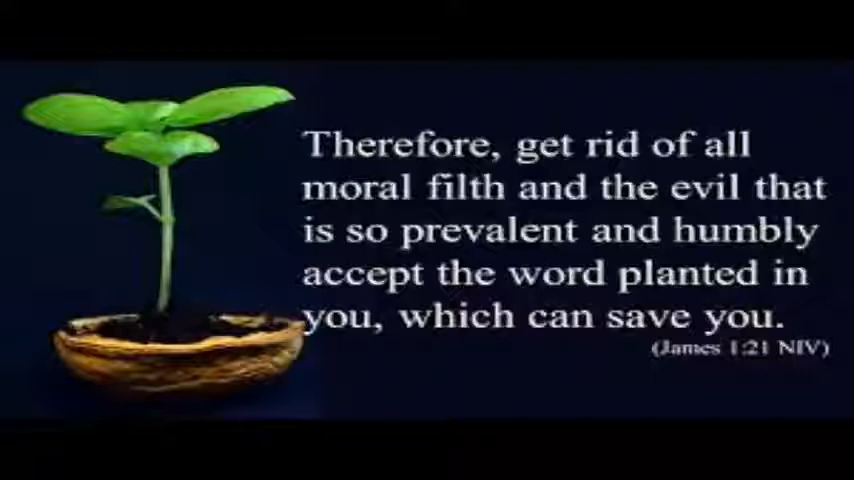 Therefore, get rid of all
moral filth and the evil that
is so prevalent and humbly
accept the word planted in
you, which can save you.
(James 1:21 NIV)